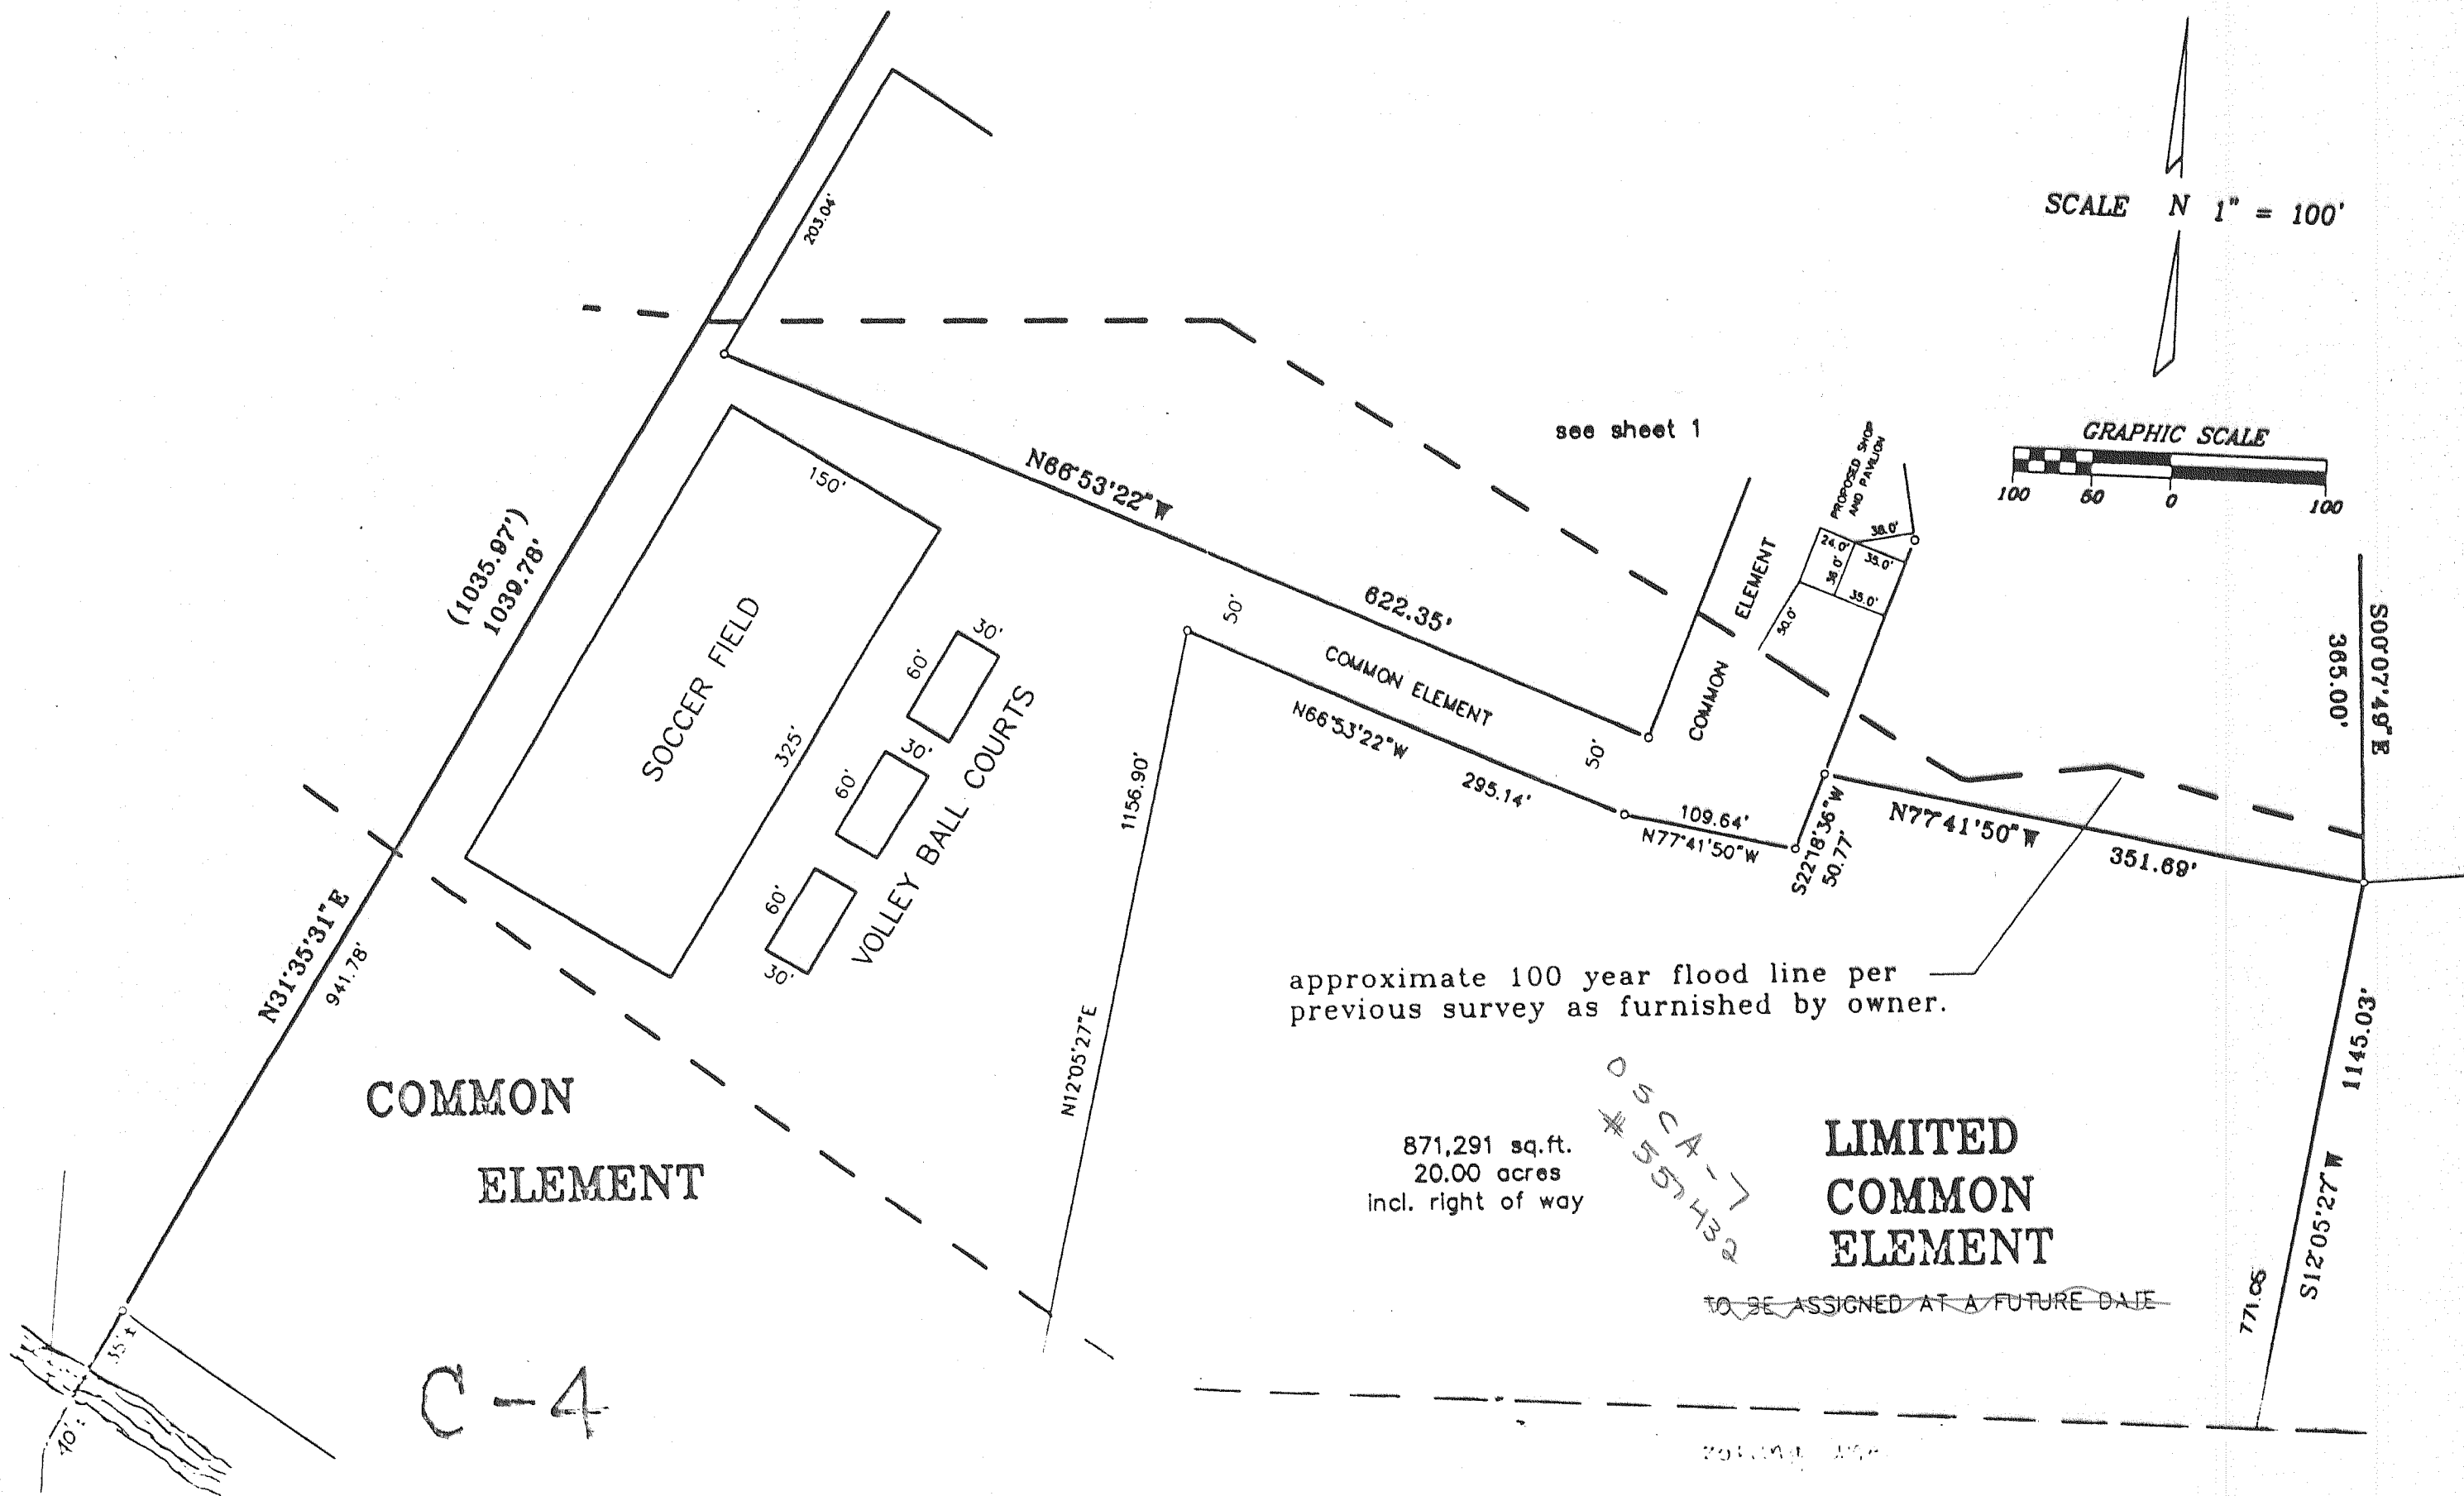 203.04'
SCALE N 1" = 100'
GRAPHIC SCALE
100 60 0 100
see sheet 1
PROPOSED SHOP
AND PAVILION
38.0'
24.0'
36.0'
35.0'
35.0'
50.0'
N66°53'22"W
622.35'
150'
(1035.97')
1039.78'
SOCCER FIELD
325'
30'
60'
30'
60'
60'
30'
VOLLEY BALL COURTS
50'
COMMON ELEMENT
50'
COMMON ELEMENT
N66°53'22"W
295.14'
109.64'
N77°41'50"W
S22°18'36"W
50.77'
N77°41'50"W
351.69'
S00°07'49"E
365.00'
1156.90'
N12°05'27"E
N31°35'31"E
941.78'
approximate 100 year flood line per
previous survey as furnished by owner.
1145.03'
S12°05'27"W
771.05
COMMON
ELEMENT
871,291 sq.ft.
20.00 acres
incl. right of way
LIMITED
COMMON
ELEMENT
TO BE ASSIGNED AT A FUTURE DATE
35'±
40'±
C-4